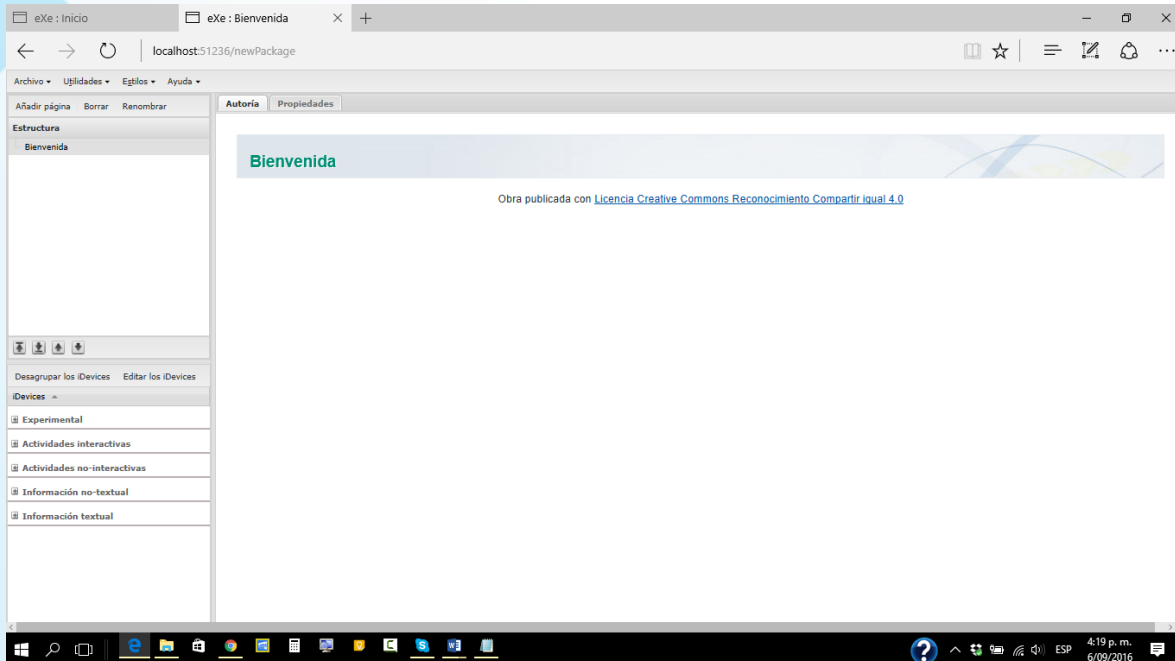 eXe : Inicio
eXe : Bienvenida
localhost:51236/newPackage
Archivo Utilidades Estilos Ayuda
Añadir página Borrar Renombrar
Estructura
Bienvenida
Autoría Propiedades
Bienvenida
Obra publicada con Licencia Creative Commons Reconocimiento Compartir igual 4.0
Desagrupar los iDevices Editar los iDevices
iDevices
Experimental
Actividades interactivas
Actividades no-interactivas
Información no-textual
Información textual
ESP
4:19 p. m.
6/09/2016